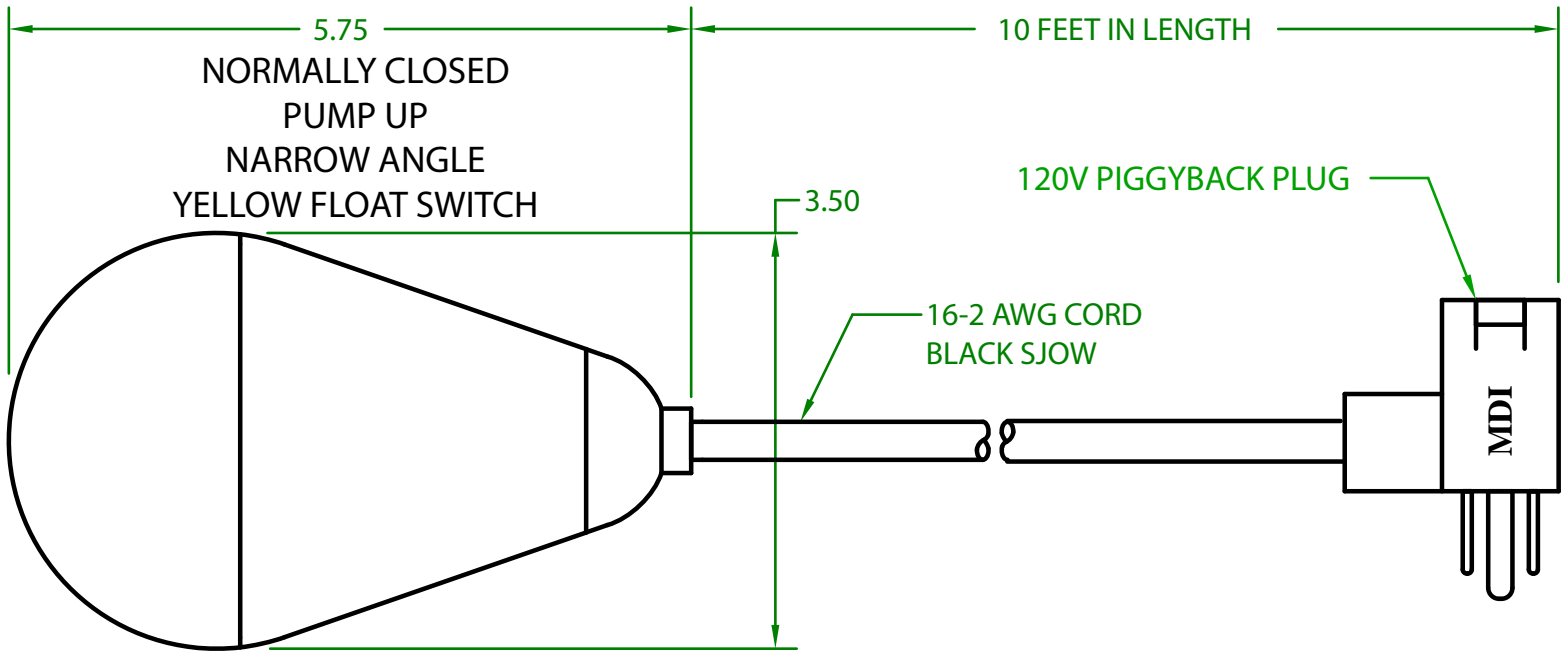 5.75
10 FEET IN LENGTH
NORMALLY CLOSED
PUMP UP
NARROW ANGLE
YELLOW FLOAT SWITCH
120V PIGGYBACK PLUG
3.50
16-2 AWG CORD
BLACK SJOW
MDI